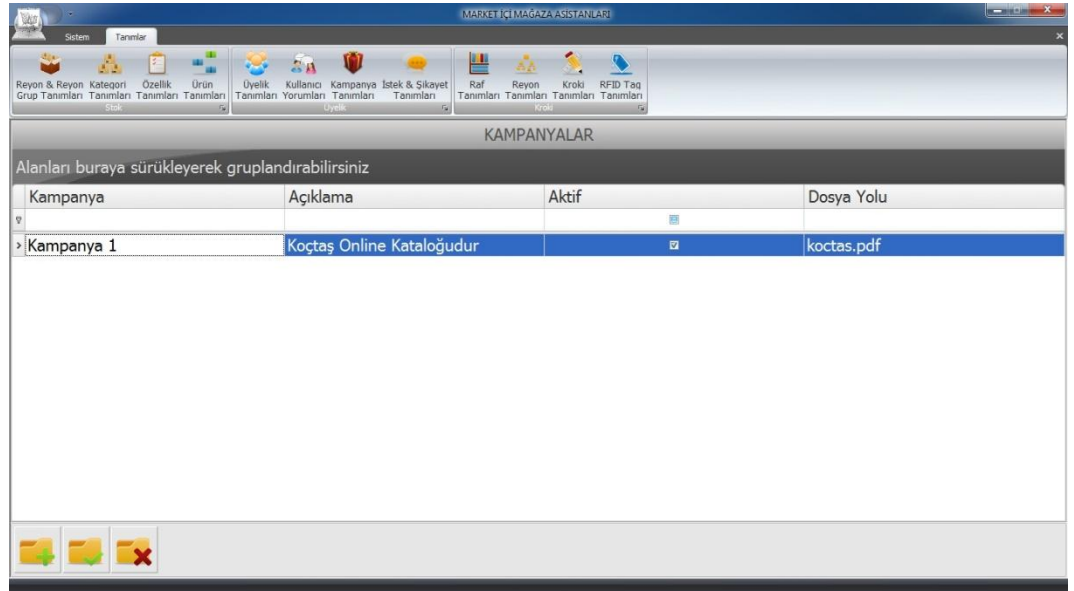 MARKET İÇİ MAĞAZA ASİSTANLARI
Sistem Tanımlar
Reyon & Reyon Grup Tanımları
Kategori Tanımları
Özellik Tanımları
Ürün Tanımları
Stok
Üyelik Tanımları
Kullanıcı Yorumları
Kampanya Tanımları
İstek & Şikayet Tanımları
Üyelik
Raf Tanımları
Reyon Tanımları
Kroki Tanımları
RFID Tag Tanımları
Kroki
KAMPANYALAR
Alanları buraya sürükleyerek gruplandırabilirsiniz
Kampanya Açıklama Aktif Dosya Yolu
Kampanya 1 Koçtaş Online Kataloğudur koctas.pdf